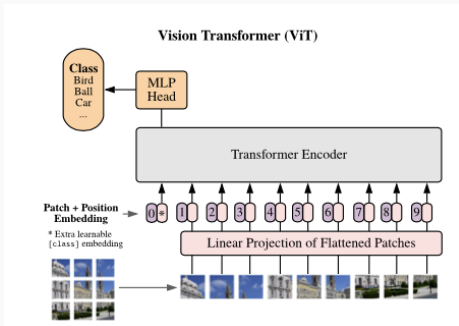 Vision Transformer (ViT)
Class
Bird
Ball
Car
...
MLP
Head
Transformer Encoder
Patch + Position
Embedding
0 * 1 2 3 4 5 6 7 8 9
* Extra learnable
[class] embedding
Linear Projection of Flattened Patches